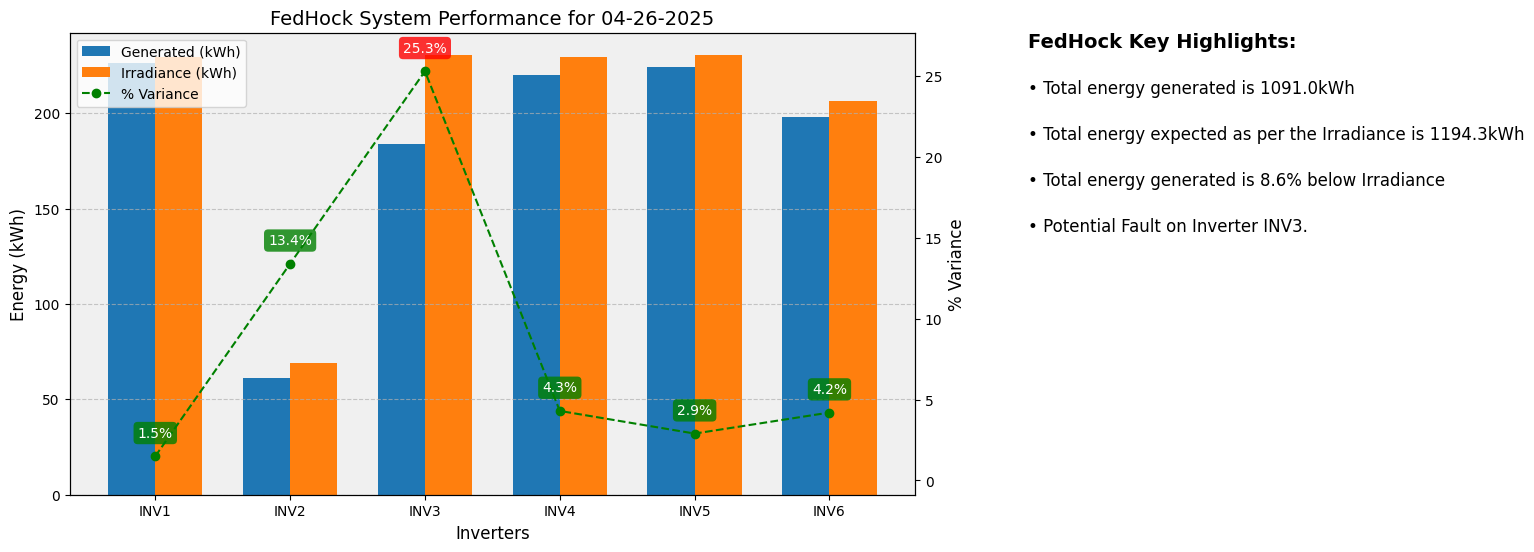 FedHock System Performance for 04-26-2025
Generated (kWh)
Irradiance (kWh)
% Variance
Energy (kWh)
200
150
100
50
0
1.5%
13.4%
25.3%
4.3%
2.9%
4.2%
25
20
15
10
5
0
% Variance
INV1 INV2 INV3 INV4 INV5 INV6
Inverters
FedHock Key Highlights:
• Total energy generated is 1091.0kWh
• Total energy expected as per the Irradiance is 1194.3kWh
• Total energy generated is 8.6% below Irradiance
• Potential Fault on Inverter INV3.